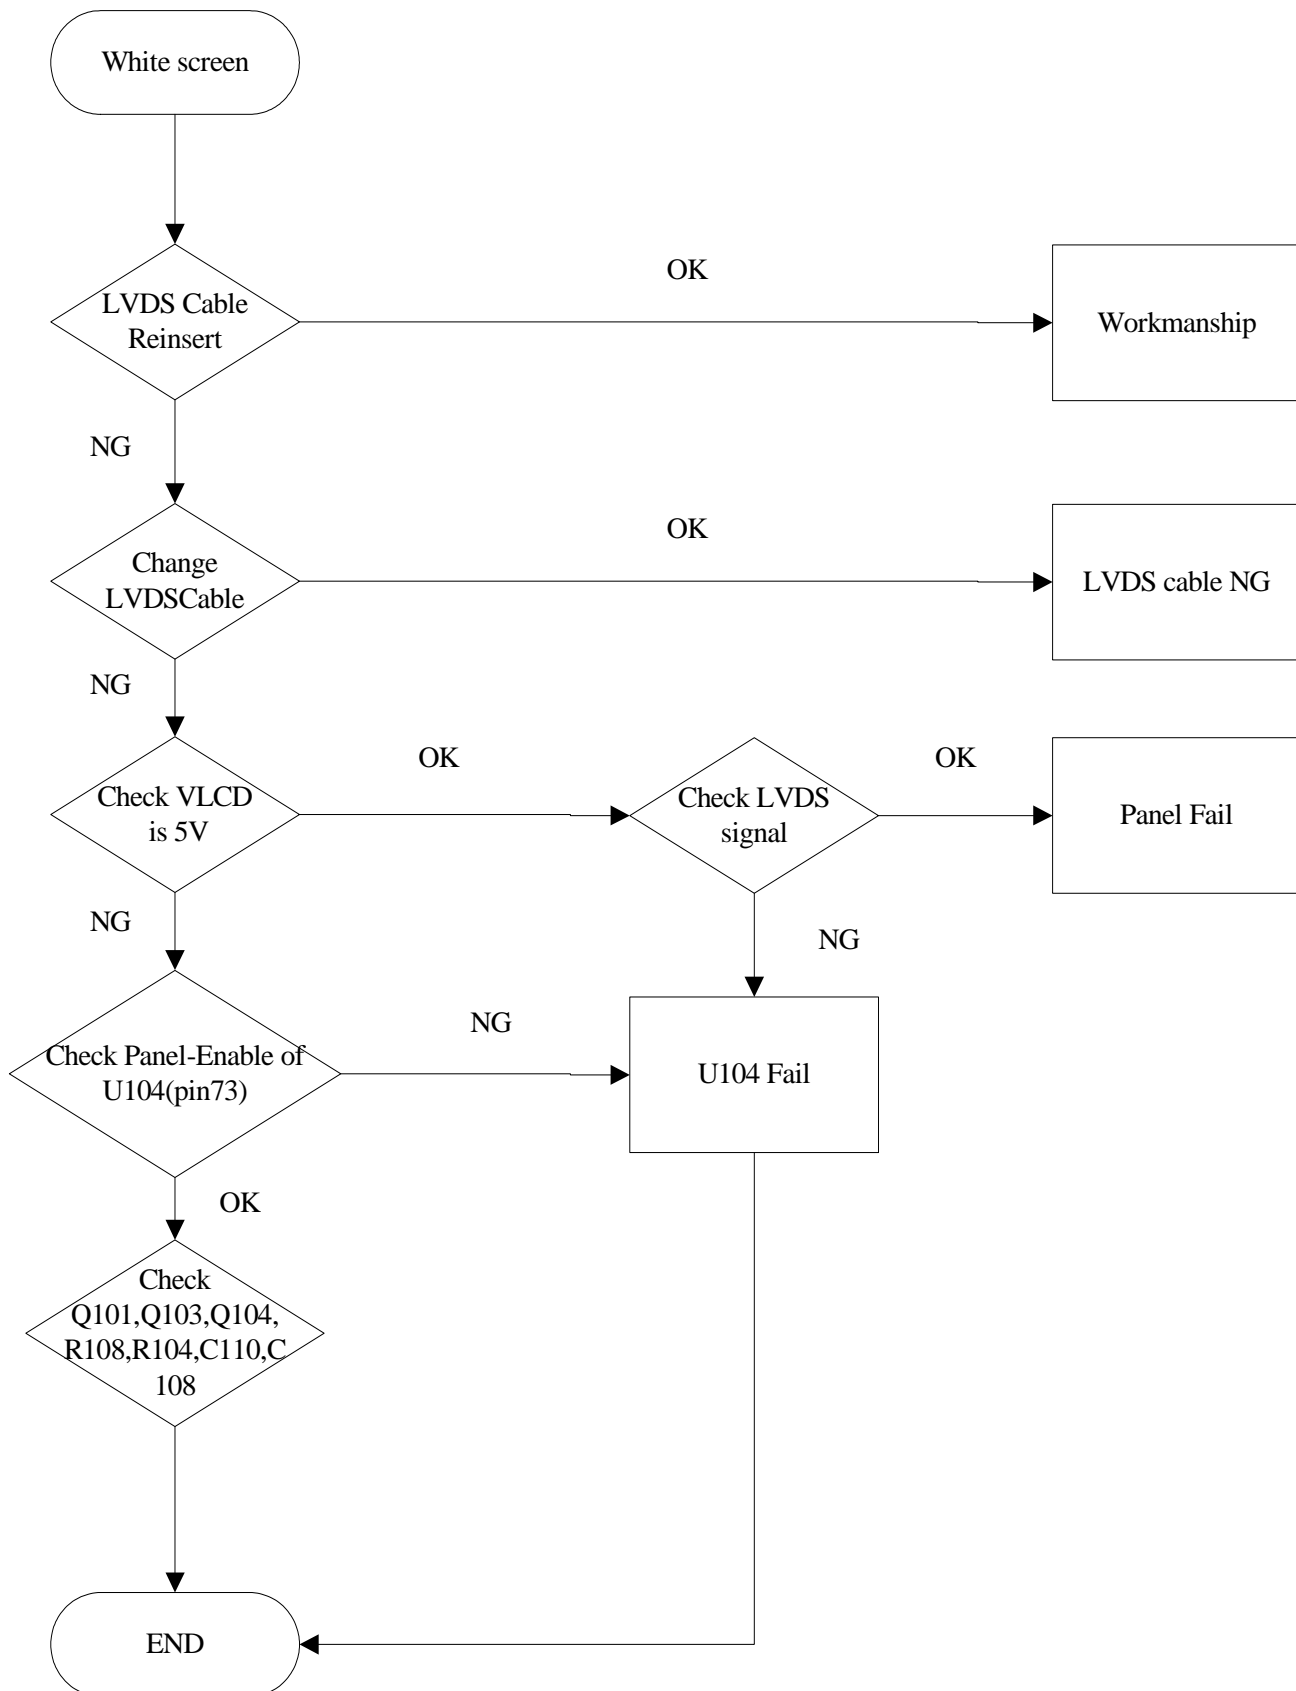 White screen
OK
LVDS Cable
Reinsert
Workmanship
NG
OK
Change
LVDSCable
LVDS cable NG
NG
OK
OK
Check VLCD
is 5V
Check LVDS
signal
Panel Fail
NG
NG
NG
Check Panel-Enable of
U104(pin73)
U104 Fail
OK
Check
Q101,Q103,Q104,
R108,R104,C110,C
108
END